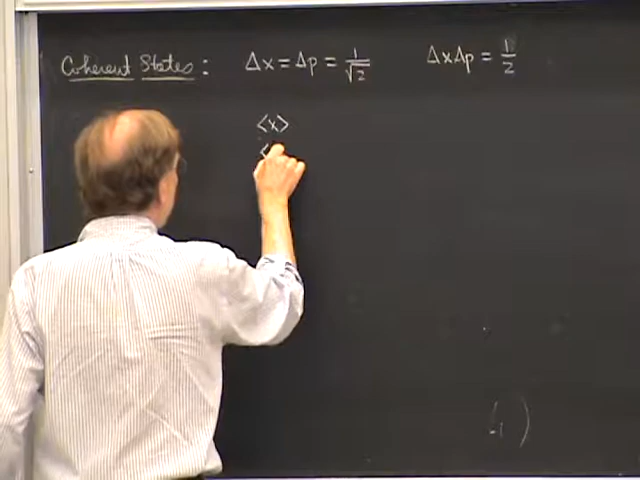 Coherent States : Δx = Δp = 1/√2 ΔxΔp = 1/2
<x>
<